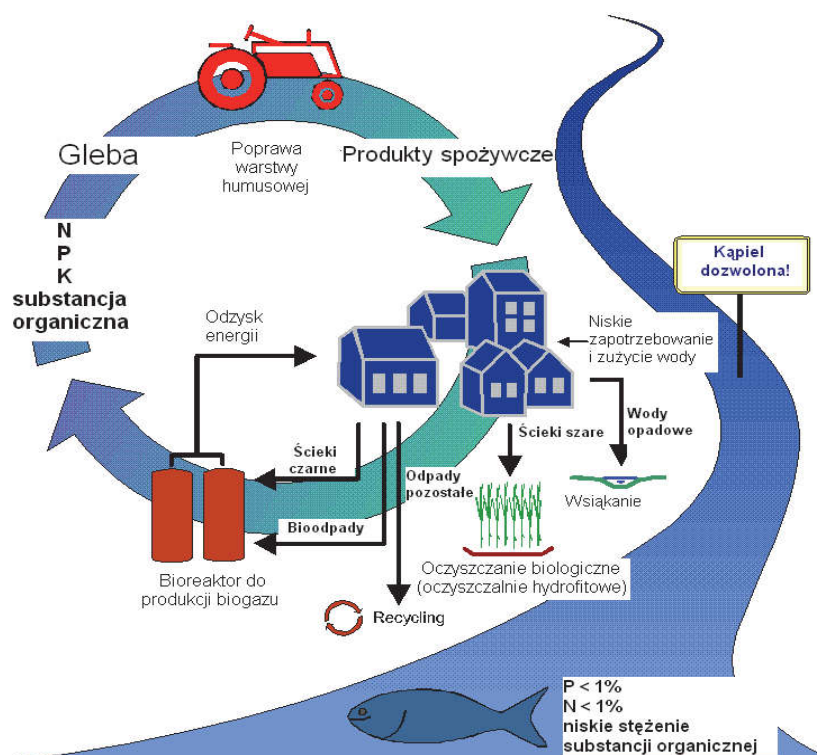 Gleba
Poprawa
warstwy
humusowej
Produkty spożywcze
N
P
K
substancja
organiczna
Kąpiel
dozwolona!
Odzysk
energii
Niskie
zapotrzebowanie
i zużycie wody
Wody
opadowe
Ścieki szare
Ścieki
czarne
Odpady
pozostałe
Wsiąkanie
Bioodpady
Oczyszczanie biologiczne
(oczyszczalnie hydrofitowe)
Bioreaktor do
produkcji biogazu
Recycling
P < 1%
N < 1%
niskie stężenie
substancji organicznej